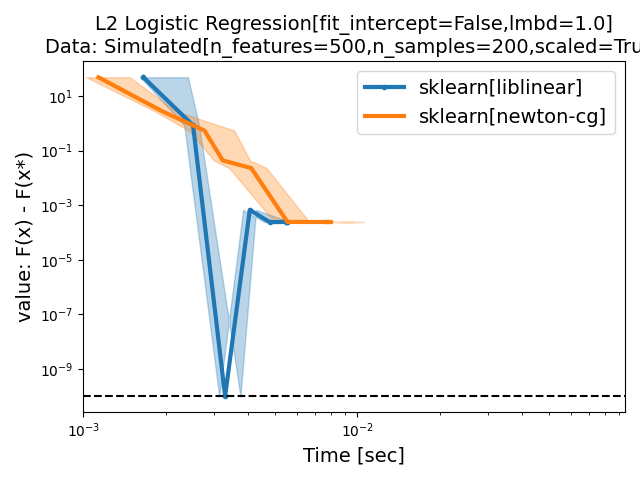 L2 Logistic Regression[fit_intercept=False,lmbd=1.0]
Data: Simulated[n_features=500,n_samples=200,scaled=Tru
sklearn[liblinear]
sklearn[newton-cg]
value: F(x) - F(x*)
10¹
10⁻¹
10⁻³
10⁻⁵
10⁻⁷
10⁻⁹
10⁻³
10⁻²
Time [sec]